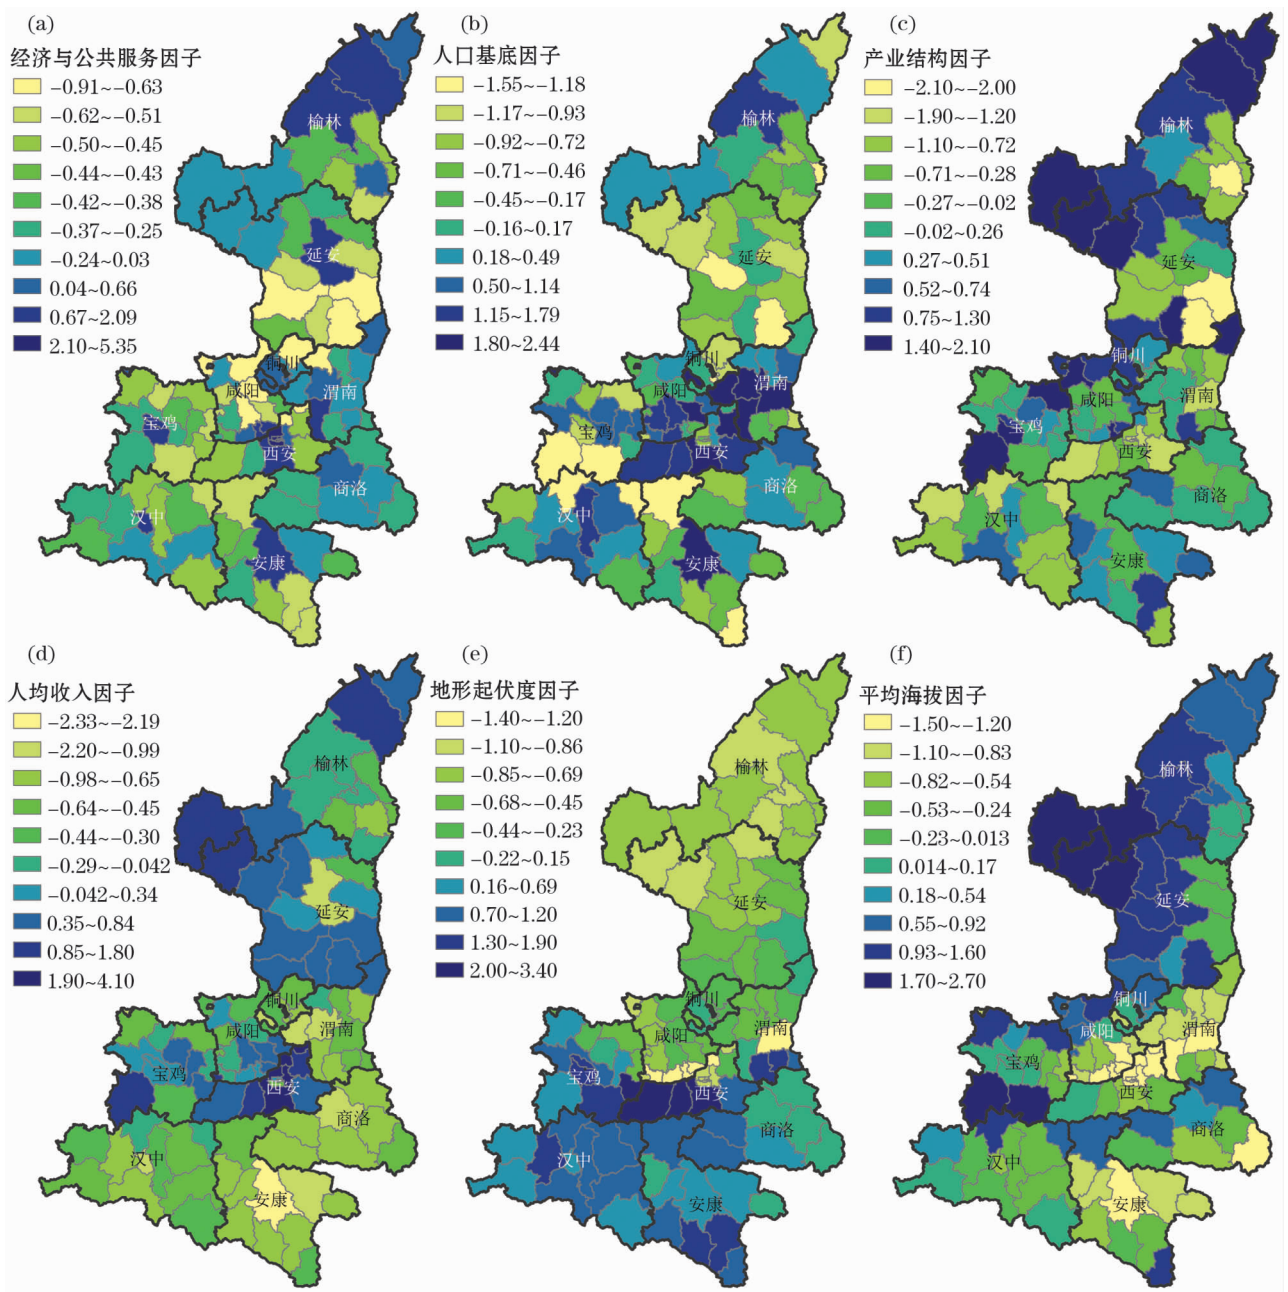 (a)
经济与公共服务因子
-0.91~-0.63
-0.62~-0.51
-0.50~-0.45
-0.44~-0.43
-0.42~-0.38
-0.37~-0.25
-0.24~0.03
0.04~0.66
0.67~2.09
2.10~5.35
榆林
延安
铜川
咸阳
渭南
宝鸡
西安
商洛
汉中
安康
(b)
人口基底因子
-1.55~-1.18
-1.17~-0.93
-0.92~-0.72
-0.71~-0.46
-0.45~-0.17
-0.16~0.17
0.18~0.49
0.50~1.14
1.15~1.79
1.80~2.44
榆林
延安
铜川
咸阳
渭南
宝鸡
西安
商洛
汉中
安康
(c)
产业结构因子
-2.10~-2.00
-1.90~-1.20
-1.10~-0.72
-0.71~-0.28
-0.27~-0.02
-0.02~0.26
0.27~0.51
0.52~0.74
0.75~1.30
1.40~2.10
榆林
延安
铜川
咸阳
渭南
宝鸡
西安
商洛
汉中
安康
(d)
人均收入因子
-2.33~-2.19
-2.20~-0.99
-0.98~-0.65
-0.64~-0.45
-0.44~-0.30
-0.29~-0.042
-0.042~0.34
0.35~0.84
0.85~1.80
1.90~4.10
榆林
延安
铜川
咸阳
渭南
宝鸡
西安
商洛
汉中
安康
(e)
地形起伏度因子
-1.40~-1.20
-1.10~-0.86
-0.85~-0.69
-0.68~-0.45
-0.44~-0.23
-0.22~0.15
0.16~0.69
0.70~1.20
1.30~1.90
2.00~3.40
榆林
延安
铜川
咸阳
渭南
宝鸡
西安
商洛
汉中
安康
(f)
平均海拔因子
-1.50~-1.20
-1.10~-0.83
-0.82~-0.54
-0.53~-0.24
-0.23~0.013
0.014~0.17
0.18~0.54
0.55~0.92
0.93~1.60
1.70~2.70
榆林
延安
铜川
咸阳
渭南
宝鸡
西安
商洛
汉中
安康